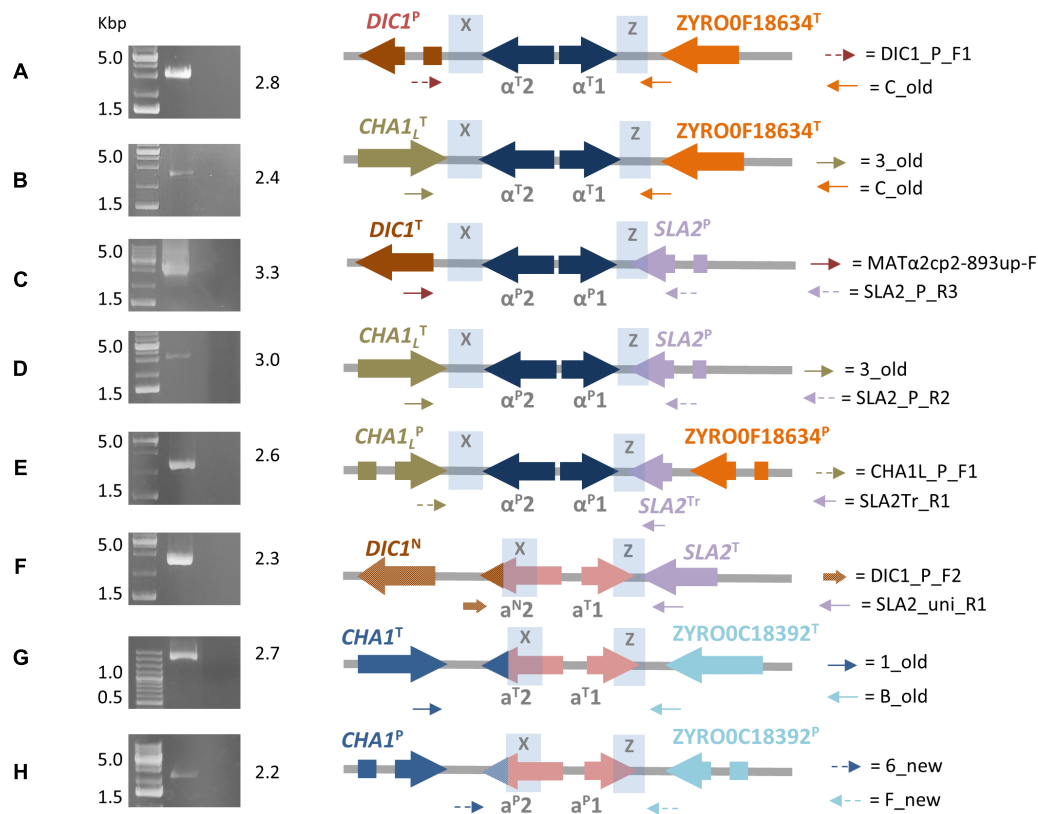 Kbp
A
5.0
1.5
2.8
DIC1ᴾ X Z ZYRO0F18634ᵀ
αᵀ2 αᵀ1
= DIC1_P_F1
= C_old
B
5.0
1.5
2.4
CHA1_Lᵀ X Z ZYRO0F18634ᵀ
αᵀ2 αᵀ1
= 3_old
= C_old
C
5.0
1.5
3.3
DIC1ᵀ X Z SLA2ᴾ
αᴾ2 αᴾ1
= MATα2cp2-893up-F
= SLA2_P_R3
D
5.0
1.5
3.0
CHA1_Lᵀ X Z SLA2ᴾ
αᴾ2 αᴾ1
= 3_old
= SLA2_P_R2
E
5.0
1.5
2.6
CHA1_Lᴾ X Z ZYRO0F18634ᴾ
αᴾ2 αᴾ1 SLA2ᵀʳ
= CHA1L_P_F1
= SLA2Tr_R1
F
5.0
1.5
2.3
DIC1ᴺ X Z SLA2ᵀ
aᴺ2 aᵀ1
= DIC1_P_F2
= SLA2_uni_R1
G
1.0
0.5
2.7
CHA1ᵀ X Z ZYRO0C18392ᵀ
aᵀ2 aᵀ1
= 1_old
= B_old
H
5.0
1.5
2.2
CHA1ᴾ X Z ZYRO0C18392ᴾ
aᴾ2 aᴾ1
= 6_new
= F_new